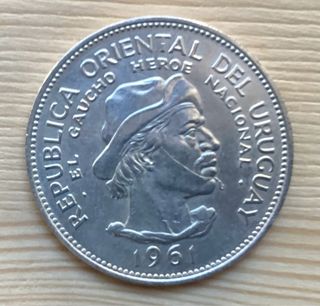 REPUBLICA ORIENTAL DEL URUGUAY
· EL GAUCHO HEROE NACIONAL ·
1961